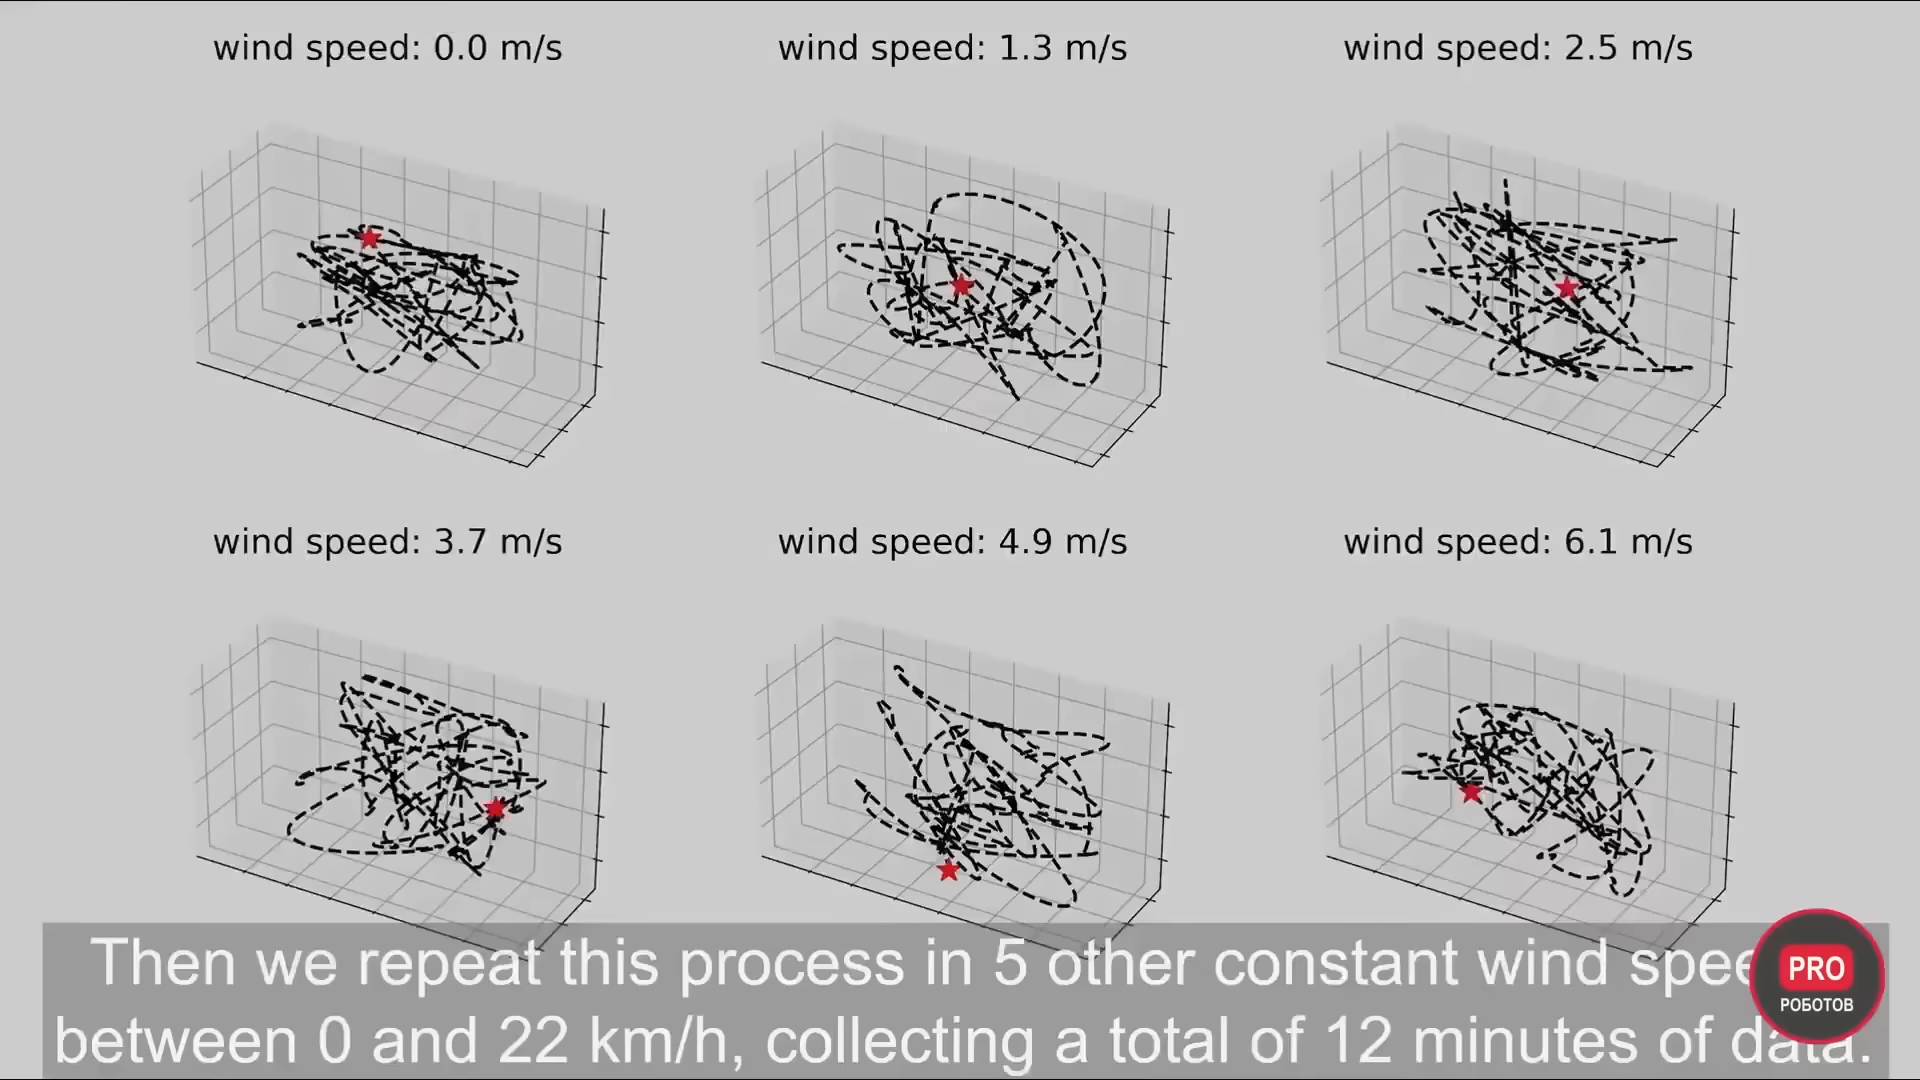 wind speed: 0.0 m/s
wind speed: 1.3 m/s
wind speed: 2.5 m/s
wind speed: 3.7 m/s
wind speed: 4.9 m/s
wind speed: 6.1 m/s
Then we repeat this process in 5 other constant wind
between 0 and 22 km/h, collecting a total of 12 minutes of data.
PRO
РОБОТОВ